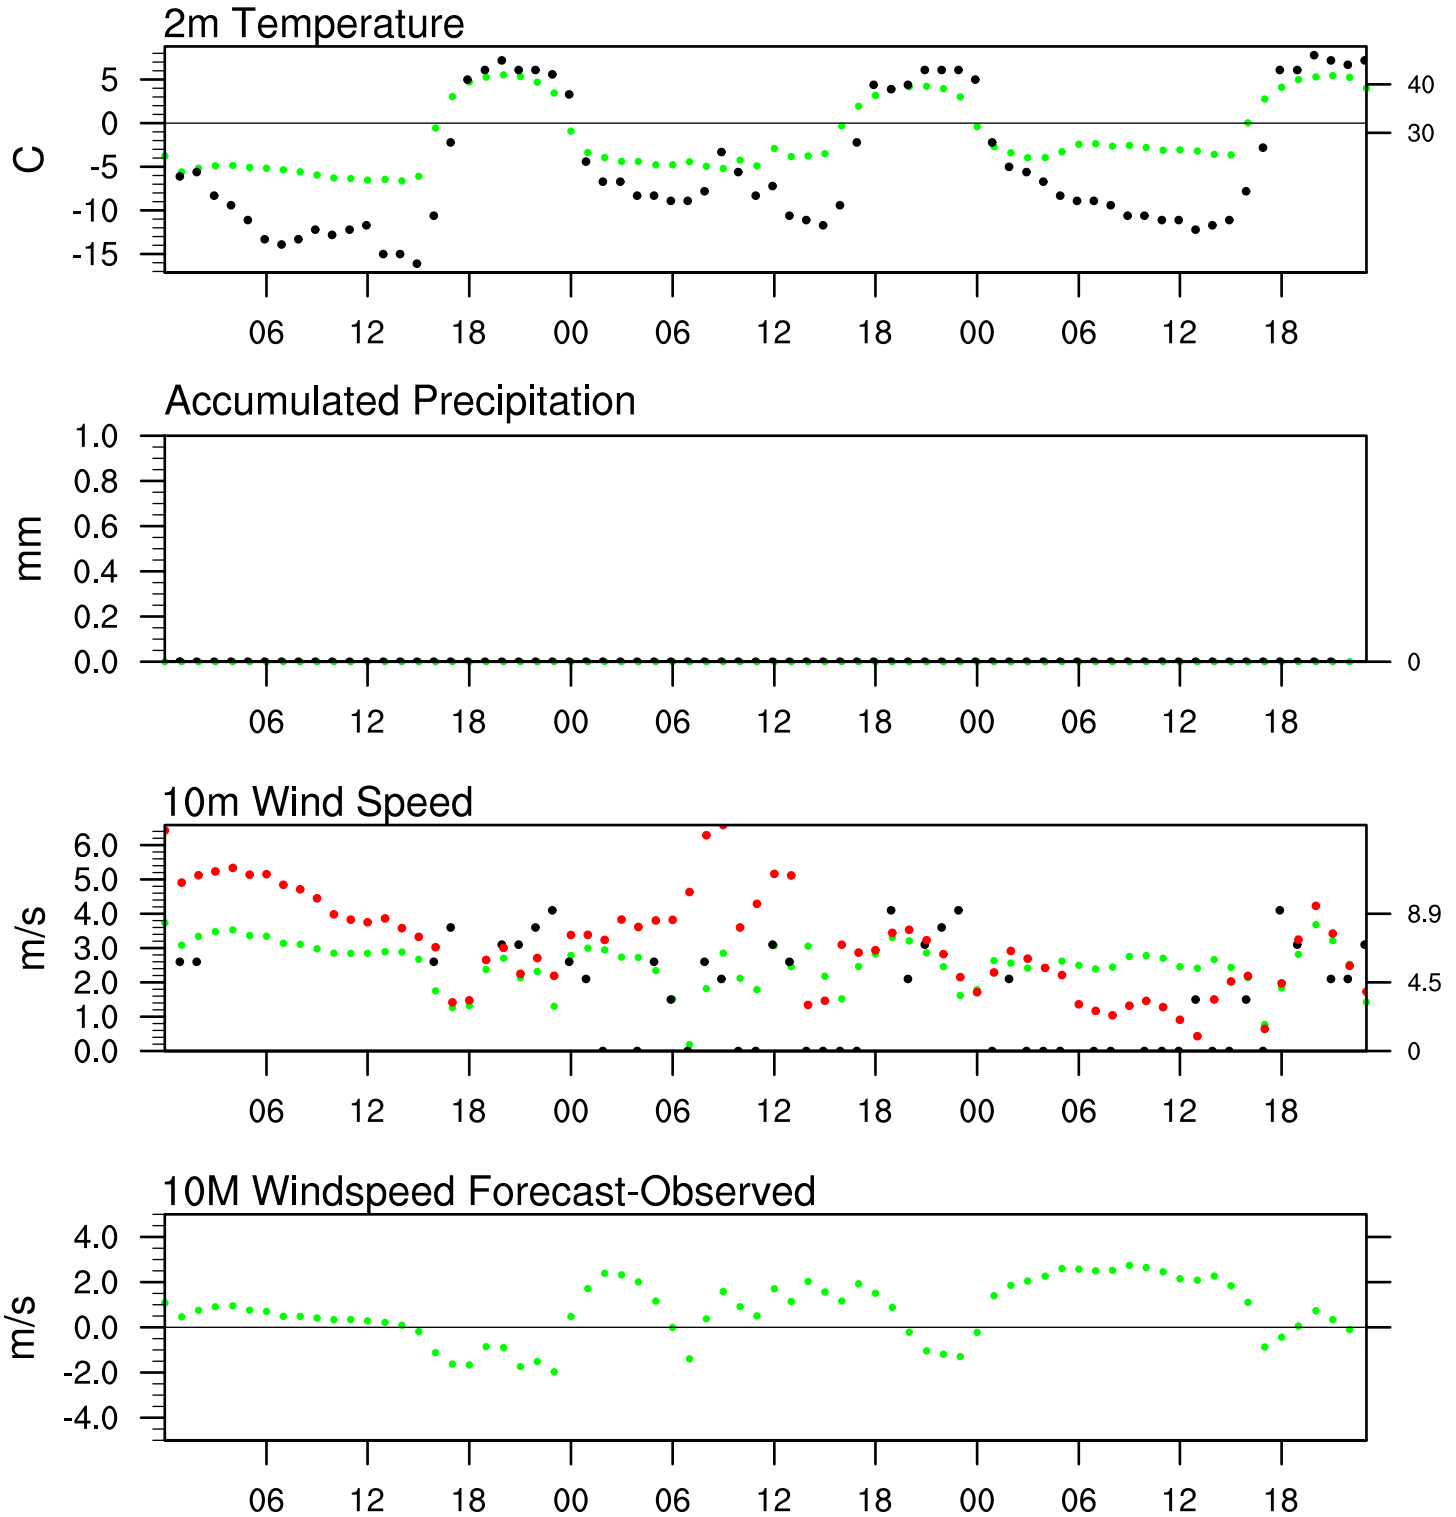 2m Temperature
5
0
-5
-10
-15
C
40
30
06 12 18 00 06 12 18 00 06 12 18
Accumulated Precipitation
1.0
0.8
0.6
0.4
0.2
0.0
mm
0
06 12 18 00 06 12 18 00 06 12 18
10m Wind Speed
6.0
5.0
4.0
3.0
2.0
1.0
0.0
m/s
8.9
4.5
0
06 12 18 00 06 12 18 00 06 12 18
10M Windspeed Forecast-Observed
4.0
2.0
0.0
-2.0
-4.0
m/s
06 12 18 00 06 12 18 00 06 12 18